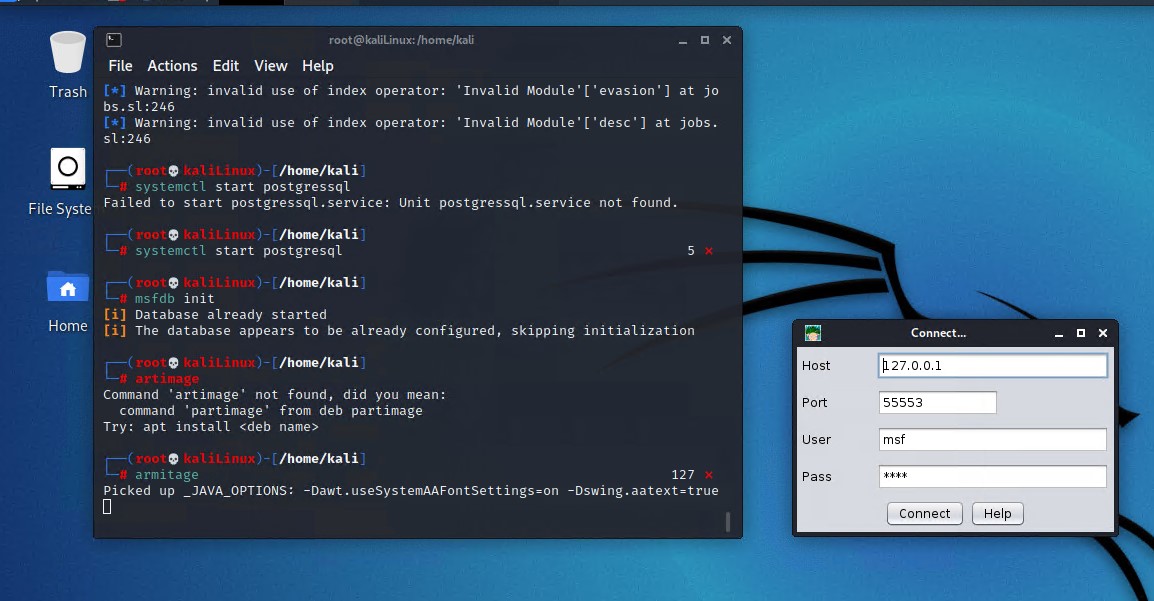 Trash
File Syste
Home
root@kaliLinux: /home/kali
File Actions Edit View Help
[*] Warning: invalid use of index operator: 'Invalid Module'['evasion'] at jo
bs.sl:246
[*] Warning: invalid use of index operator: 'Invalid Module'['desc'] at jobs.
sl:246
┌──(root💀kaliLinux)-[/home/kali]
└─# systemctl start postgressql
Failed to start postgressql.service: Unit postgressql.service not found.
┌──(root💀kaliLinux)-[/home/kali]
└─# systemctl start postgresql 5 ⨯
┌──(root💀kaliLinux)-[/home/kali]
└─# msfdb init
[i] Database already started
[i] The database appears to be already configured, skipping initialization
┌──(root💀kaliLinux)-[/home/kali]
└─# artimage
Command 'artimage' not found, did you mean:
command 'partimage' from deb partimage
Try: apt install <deb name>
┌──(root💀kaliLinux)-[/home/kali]
└─# armitage 127 ⨯
Picked up _JAVA_OPTIONS: -Dawt.useSystemAAFontSettings=on -Dswing.aatext=true
Connect...
Host 127.0.0.1
Port 55553
User msf
Pass ****
Connect Help